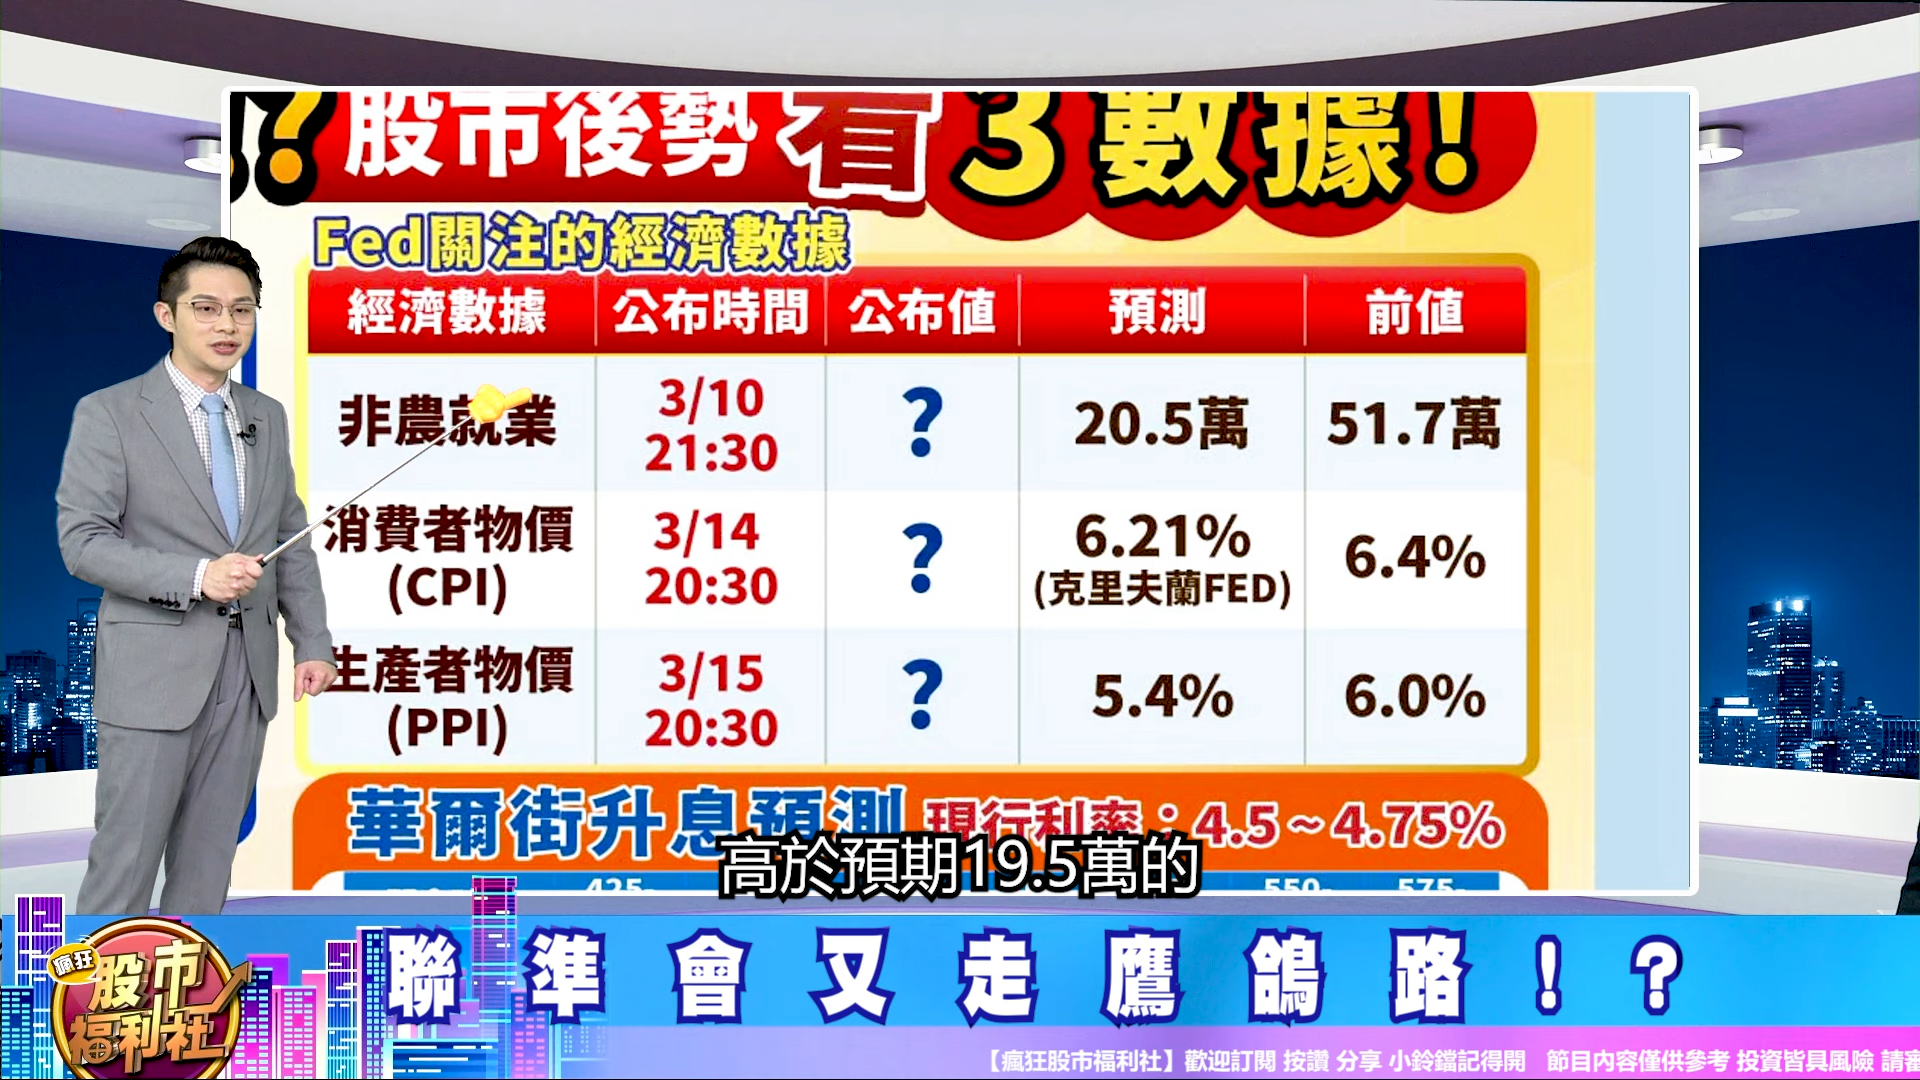 ?股市後勢看3數據!
Fed關注的經濟數據
經濟數據 公布時間 公布值 預測 前值
非農就業 3/10 21:30 ? 20.5萬 51.7萬
消費者物價 (CPI) 3/14 20:30 ? 6.21% (克里夫蘭FED) 6.4%
生產者物價 (PPI) 3/15 20:30 ? 5.4% 6.0%
華爾街升息預測 現行利率:4.5~4.75%
425- 550- 575-
高於預期19.5萬的
聯準會又走鷹鴿路!?
瘋狂
股市
福利社
【瘋狂股市福利社】歡迎訂閱 按讚 分享 小鈴鐺記得開 節目內容僅供參考 投資皆具風險 請審